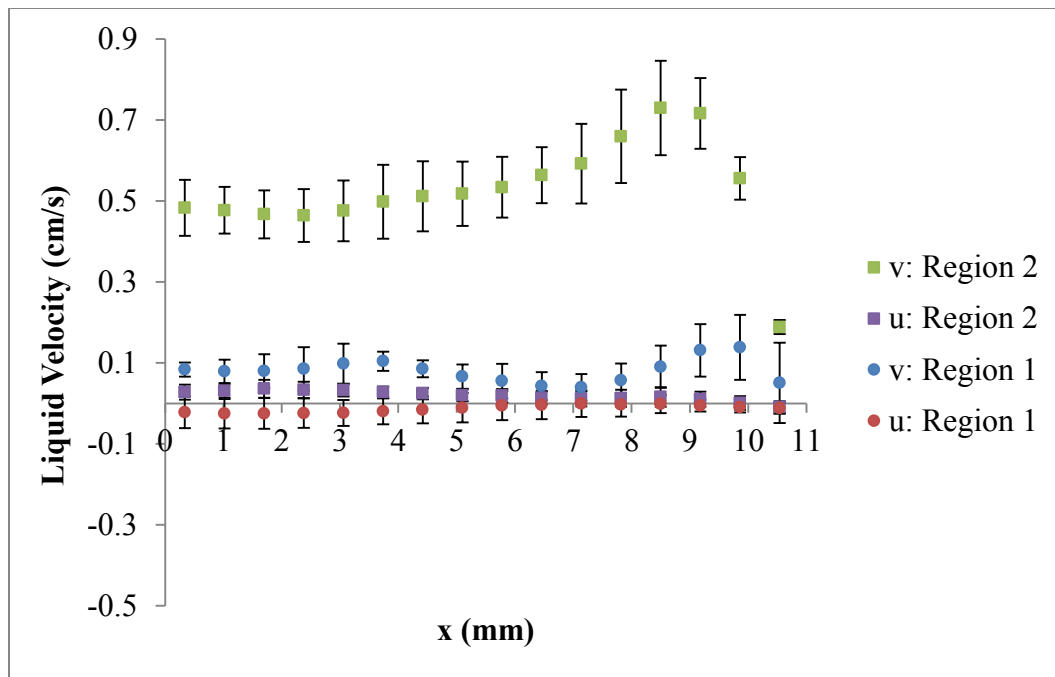 0.9
0.7
0.5
0.3
0.1
-0.1
-0.3
-0.5
Liquid Velocity (cm/s)
0 1 2 3 4 5 6 7 8 9 10 11
x (mm)
v: Region 2
u: Region 2
v: Region 1
u: Region 1